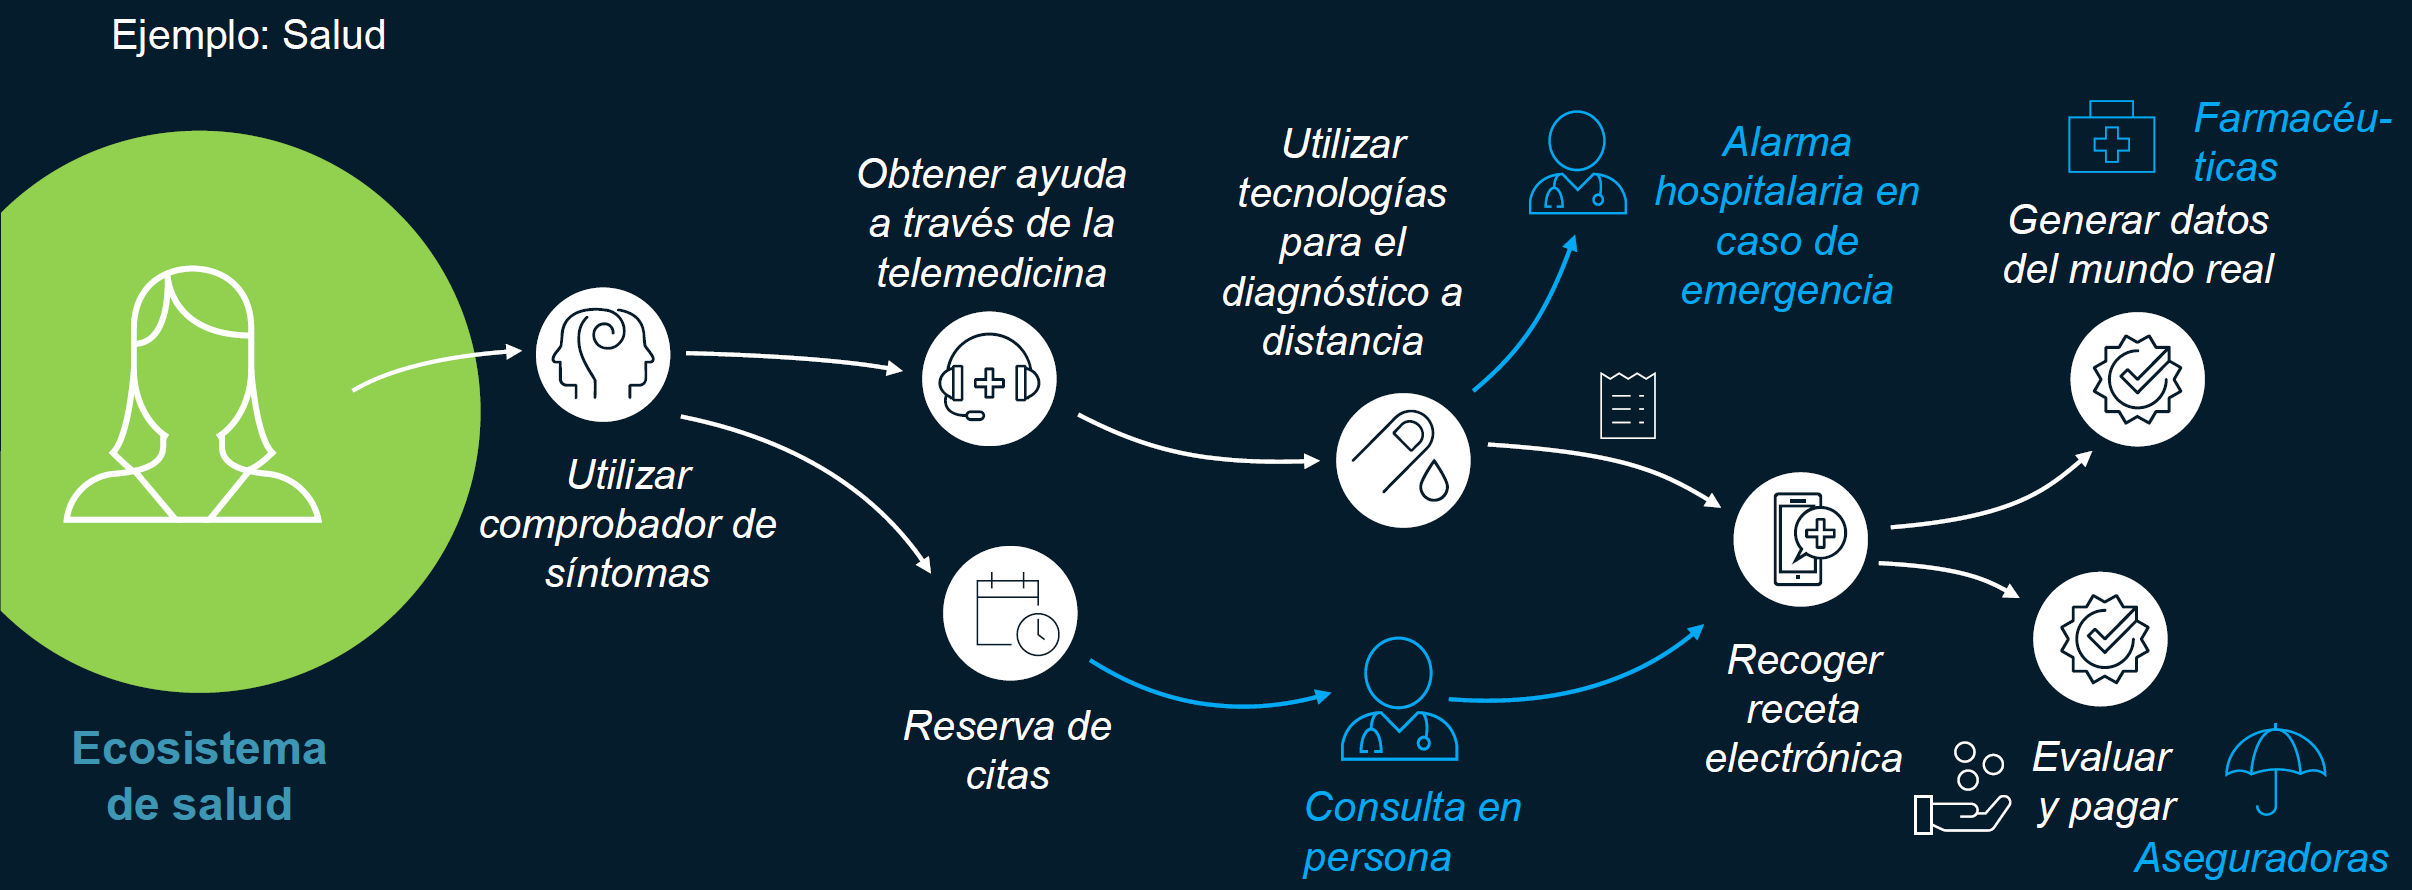 Ejemplo: Salud
Ecosistema
de salud
Utilizar
comprobador de
síntomas
Obtener ayuda
a través de la
telemedicina
Reserva de
citas
Utilizar
tecnologías
para el
diagnóstico a
distancia
Alarma
hospitalaria en
caso de
emergencia
Consulta en
persona
Recoger
receta
electrónica
Farmacéu-
ticas
Generar datos
del mundo real
Evaluar
y pagar
Aseguradoras